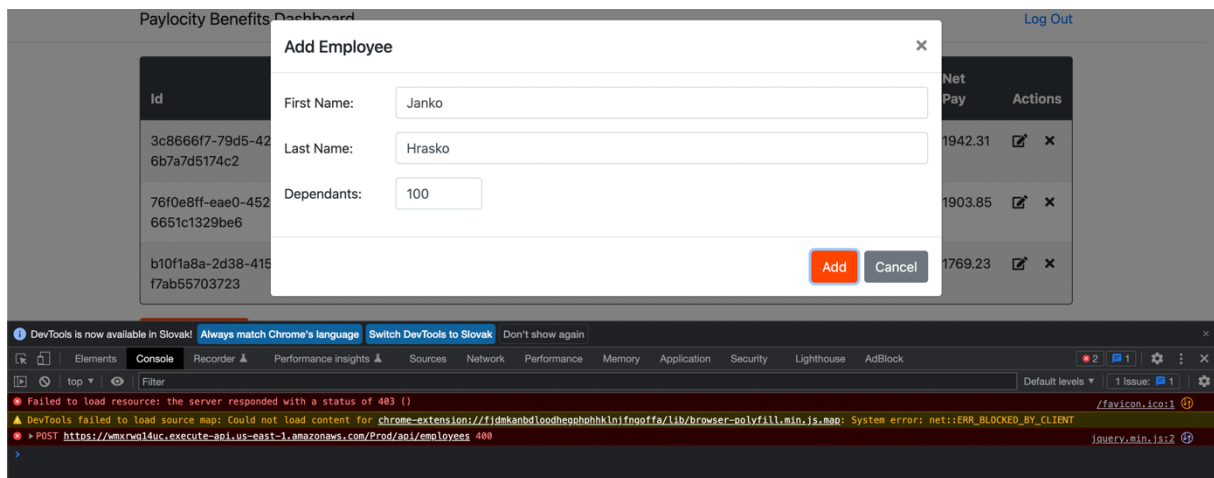 Paylocity Benefits Dashboard
Log Out
Add Employee
×
First Name:
Janko
Last Name:
Hrasko
Dependants:
100
Add
Cancel
Id
Net
Pay
Actions
3c8666f7-79d5-42
6b7a7d5174c2
1942.31
76f0e8ff-eae0-452
6651c1329be6
1903.85
b10f1a8a-2d38-415
f7ab55703723
1769.23
DevTools is now available in Slovak! Always match Chrome's language Switch DevTools to Slovak Don't show again
Elements Console Recorder Performance insights Sources Network Performance Memory Application Security Lighthouse AdBlock 2 1
top ▼ Filter Default levels ▼ 1 Issue: 1
Failed to load resource: the server responded with a status of 403 () /favicon.ico:1
DevTools failed to load source map: Could not load content for chrome-extension://fjdmkanbdloodhegphphhklnjfngoffa/lib/browser-polyfill.min.js.map: System error: net::ERR_BLOCKED_BY_CLIENT
▶POST https://wmxrwq14uc.execute-api.us-east-1.amazonaws.com/Prod/api/employees 400 jquery.min.js:2